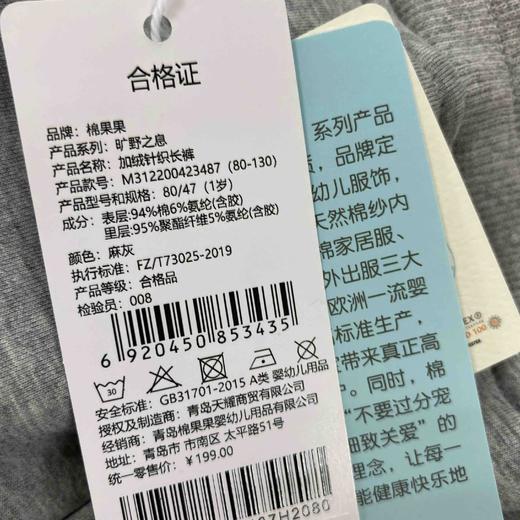 合格证
品牌: 棉果果
产品系列: 旷野之息
产品名称: 加绒针织长裤
产品款号: M312200423487 (80-130)
产品型号和规格: 80/47 (1岁)
成分: 表层:94%棉6%氨纶(含胶)
里层:95%聚酯纤维5%氨纶(含胶)
颜色: 麻灰
执行标准: FZ/T73025-2019
产品等级: 合格品
检验员: 008
6 920450 853435
30
安全标准: GB31701-2015 A类 婴幼儿用品
授权及制造商: 青岛天耀商贸有限公司
经销商: 青岛棉果果婴幼儿用品有限公司
地址: 青岛市 市南区 太平路51号
统一零售价: ¥199.00
系列产品
，品牌定
幼儿服饰，
天然棉纱内
棉家居服、
外出服三大
欧洲一流婴
标准生产，
带来真正高
。同时，棉
“不要过分宠
细致关爱”的
理念，让每一
能健康快乐地
EX®
100